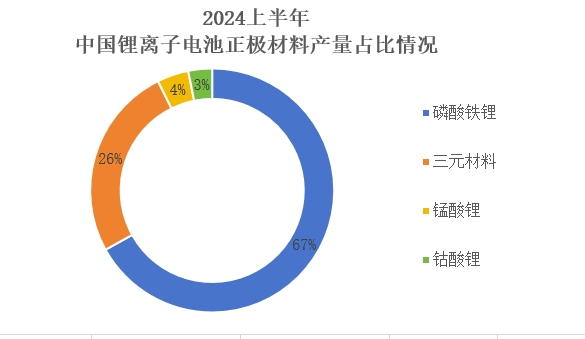 2024上半年
中国锂离子电池正极材料产量占比情况
4%
3%
26%
67%
磷酸铁锂
三元材料
锰酸锂
钴酸锂